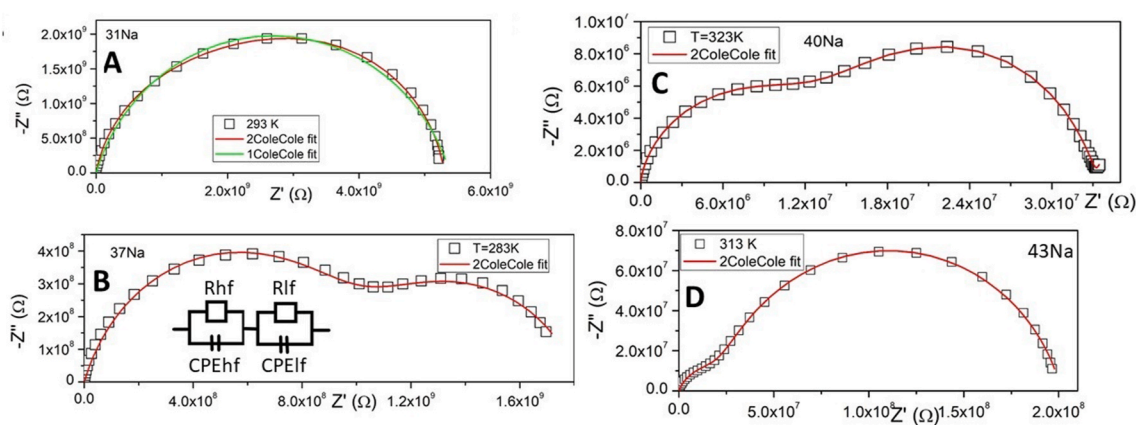 31Na
A
2.0x10⁹
1.5x10⁹
1.0x10⁹
5.0x10⁸
0.0
-Z" (Ω)
293 K
2ColeCole fit
1ColeCole fit
0.0 2.0x10⁹ 4.0x10⁹ 6.0x10⁹
Z' (Ω)
37Na
B
4x10⁸
3x10⁸
2x10⁸
1x10⁸
0
-Z" (Ω)
T=283K
2ColeCole fit
Rhf Rlf
CPEhf CPElf
0 4.0x10⁸ 8.0x10⁸ 1.2x10⁹ 1.6x10⁹
Z' (Ω)
40Na
C
1.0x10⁷
8.0x10⁶
6.0x10⁶
4.0x10⁶
2.0x10⁶
0.0
-Z" (Ω)
T=323K
2ColeCole fit
0.0 6.0x10⁶ 1.2x10⁷ 1.8x10⁷ 2.4x10⁷ 3.0x10⁷ Z' (Ω)
43Na
D
8.0x10⁷
6.0x10⁷
4.0x10⁷
2.0x10⁷
0.0
-Z" (Ω)
313 K
2ColeCole fit
0.0 5.0x10⁷ 1.0x10⁸ 1.5x10⁸ 2.0x10⁸
Z' (Ω)